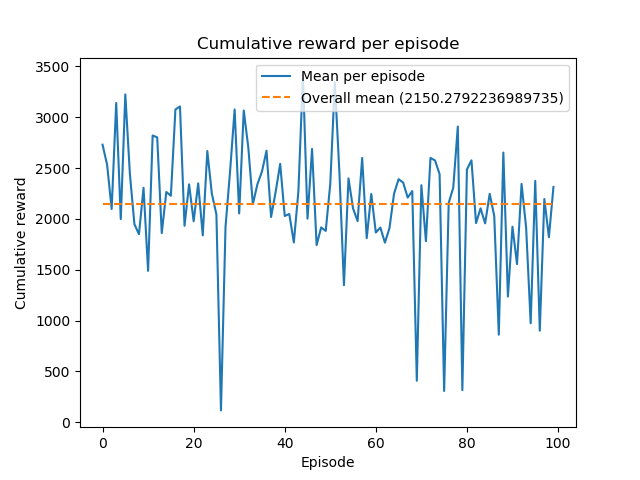 Cumulative reward per episode
Mean per episode
Overall mean (2150.2792236989735)
3500
3000
2500
2000
1500
1000
500
0
Cumulative reward
0 20 40 60 80 100
Episode